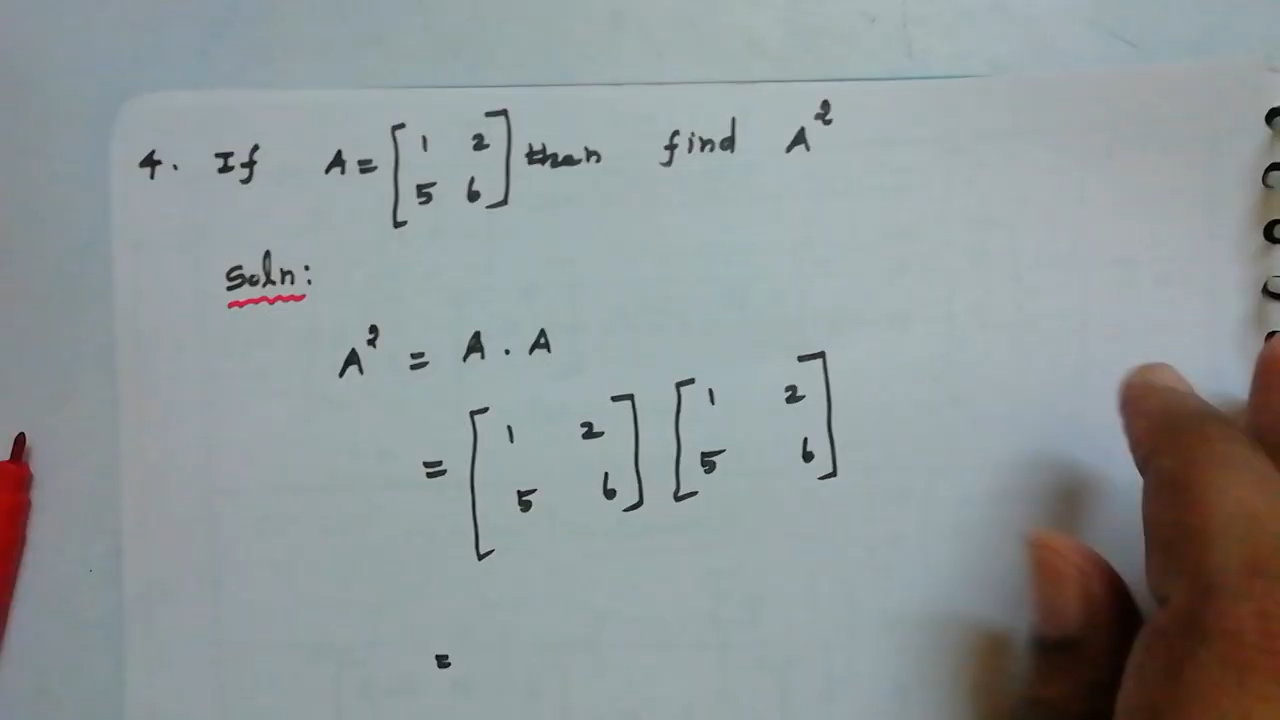 4. If A = [1 2 5 6] then find A²
Soln:
A² = A . A
= [1 2 5 6] [1 2 5 6]
=